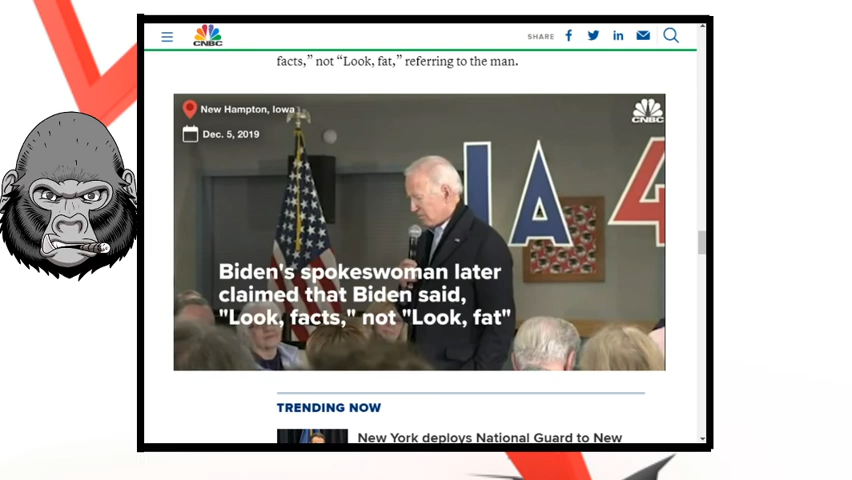 CNBC
SHARE
facts,” not “Look, fat,” referring to the man.
New Hampton, Iowa
Dec. 5, 2019
CNBC
IA 4
Biden's spokeswoman later
claimed that Biden said,
"Look, facts," not "Look, fat"
TRENDING NOW
New York deploys National Guard to New